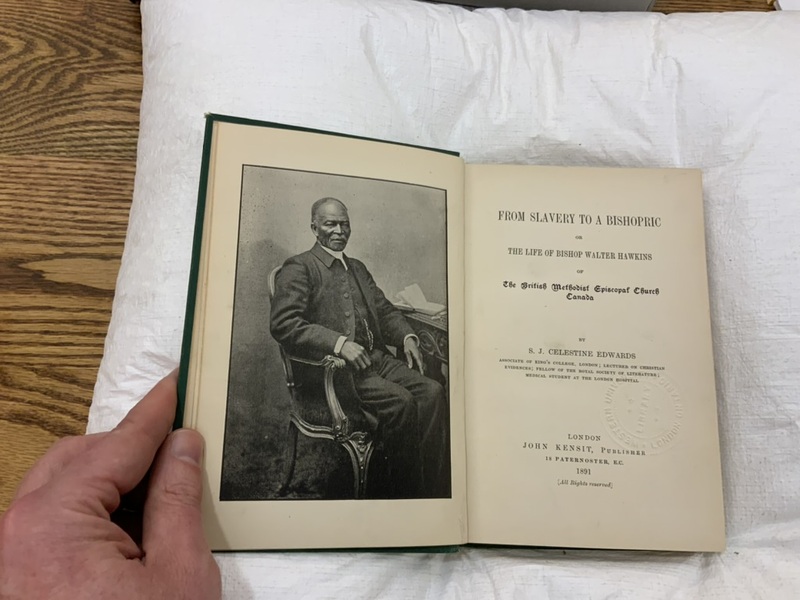 FROM SLAVERY TO A BISHOPRIC
OR
THE LIFE OF BISHOP WALTER HAWKINS
OF
The British Methodist Episcopal Church
Canada
BY
S. J. CELESTINE EDWARDS
ASSOCIATE OF KING'S COLLEGE, LONDON; LECTURER ON CHRISTIAN
EVIDENCES; FELLOW OF THE ROYAL SOCIETY OF LITERATURE;
MEDICAL STUDENT AT THE LONDON HOSPITAL
LONDON
JOHN KENSIT, PUBLISHER
18 PATERNOSTER, E.C.
1891
[All Rights reserved]